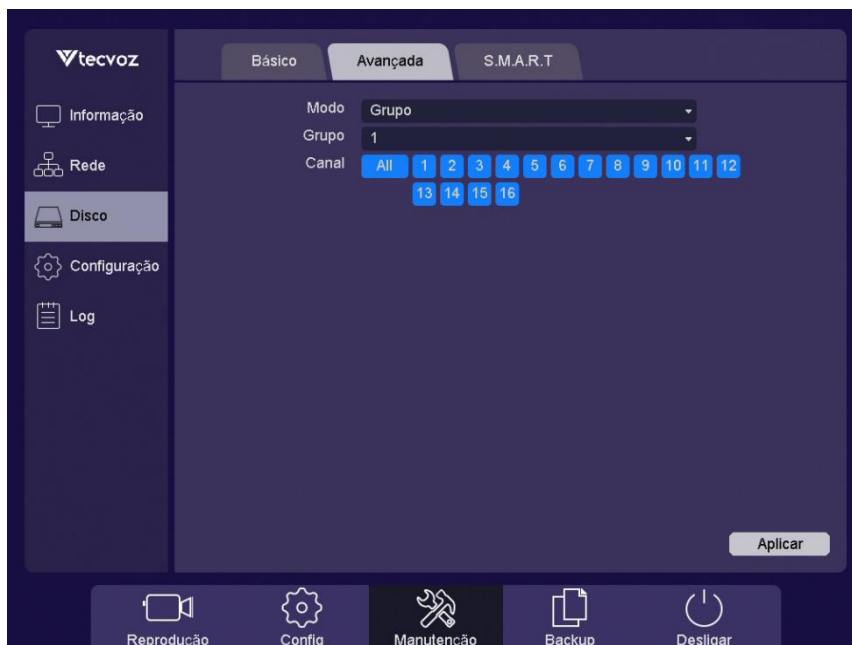 tecvoz
Básico Avançada S.M.A.R.T
Informação
Rede
Disco
Configuração
Log
Modo Grupo
Grupo 1
Canal All 1 2 3 4 5 6 7 8 9 10 11 12
13 14 15 16
Aplicar
Reprodução Config Manutenção Backup Desligar